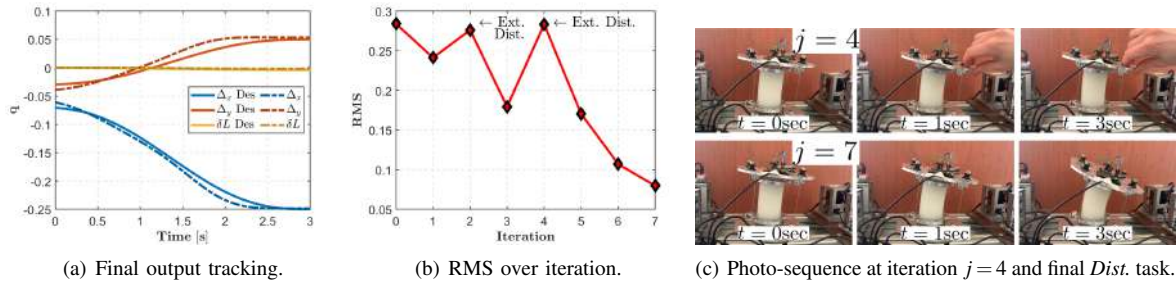 0.1
0.05
0
-0.05
-0.1
-0.15
-0.2
-0.25
q
0 0.5 1 1.5 2 2.5 3
Time [s]
Δx Des Δx
Δy Des Δy
δL Des δL
(a) Final output tracking.
0.3
0.25
0.2
0.15
0.1
0.05
RMS
0 1 2 3 4 5 6 7
Iteration
← Ext.
Dist.
← Ext. Dist.
(b) RMS over iteration.
j = 4
t = 0sec
t = 1sec
t = 3sec
j = 7
t = 0sec
t = 1sec
t = 3sec
(c) Photo-sequence at iteration j = 4 and final Dist. task.